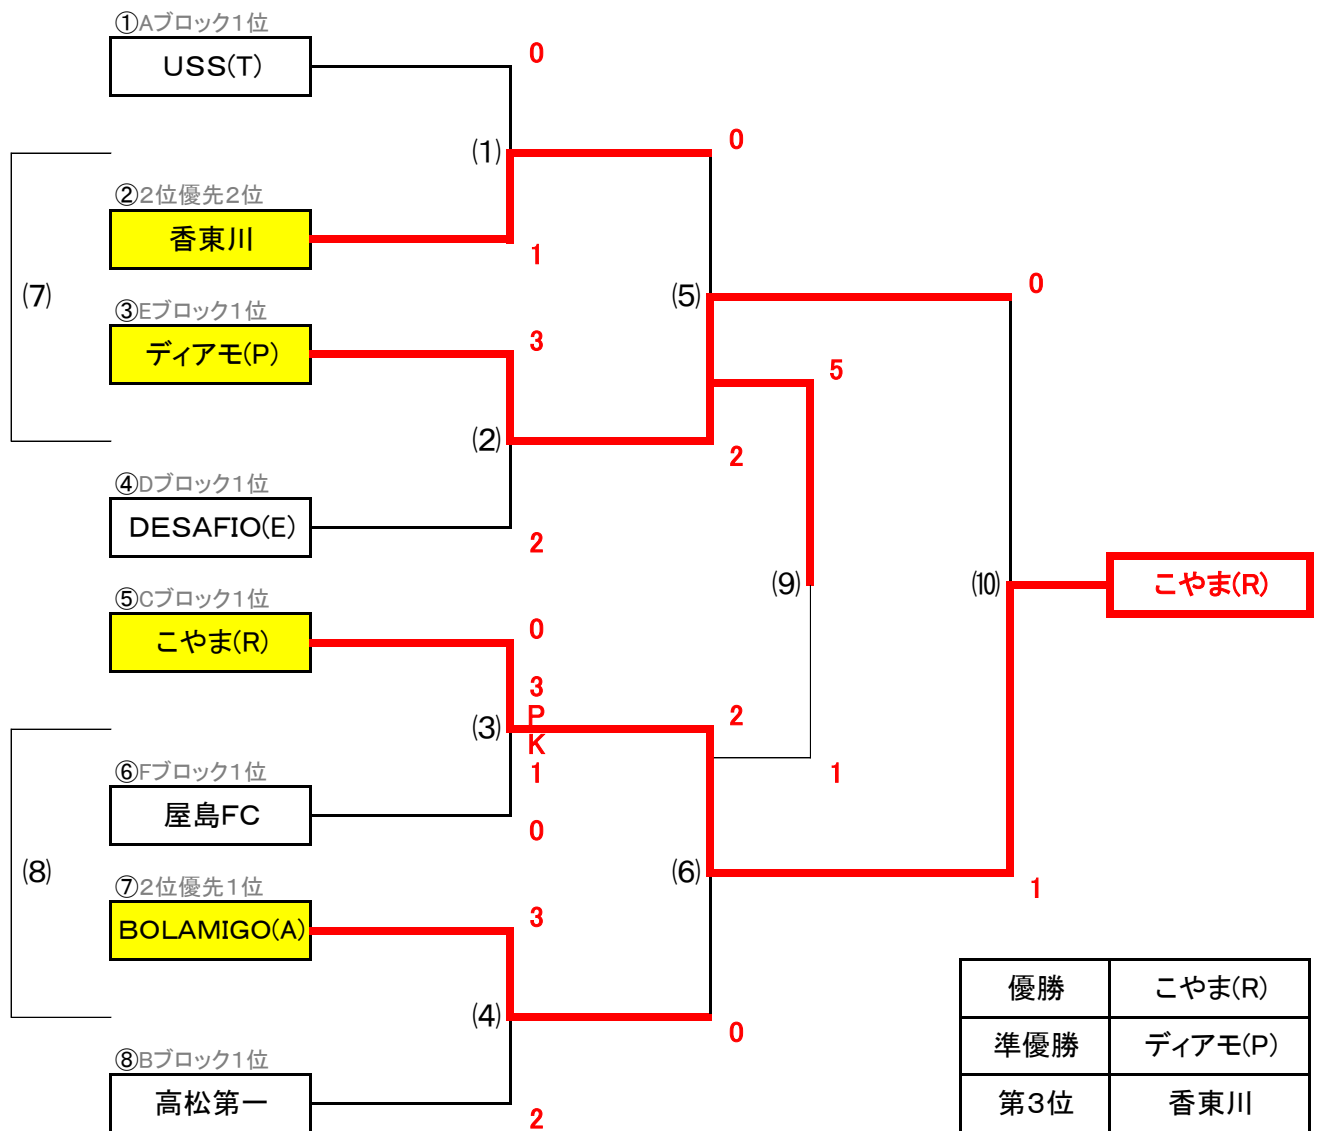 ①Aブロック1位
USS(T)
0
(1)
0
②2位優先2位
香東川
1
(7)
(5)
0
③Eブロック1位
ディアモ(P)
3
5
(2)
2
④Dブロック1位
DESAFIO(E)
2
(9)
(10)
こやま(R)
⑤Cブロック1位
こやま(R)
0
3
PK
1
0
(3)
2
1
⑥Fブロック1位
屋島FC
(8)
(6)
1
⑦2位優先1位
BOLAMIGO(A)
3
(4)
0
⑧Bブロック1位
高松第一
2
優勝 こやま(R)
準優勝 ディアモ(P)
第3位 香東川